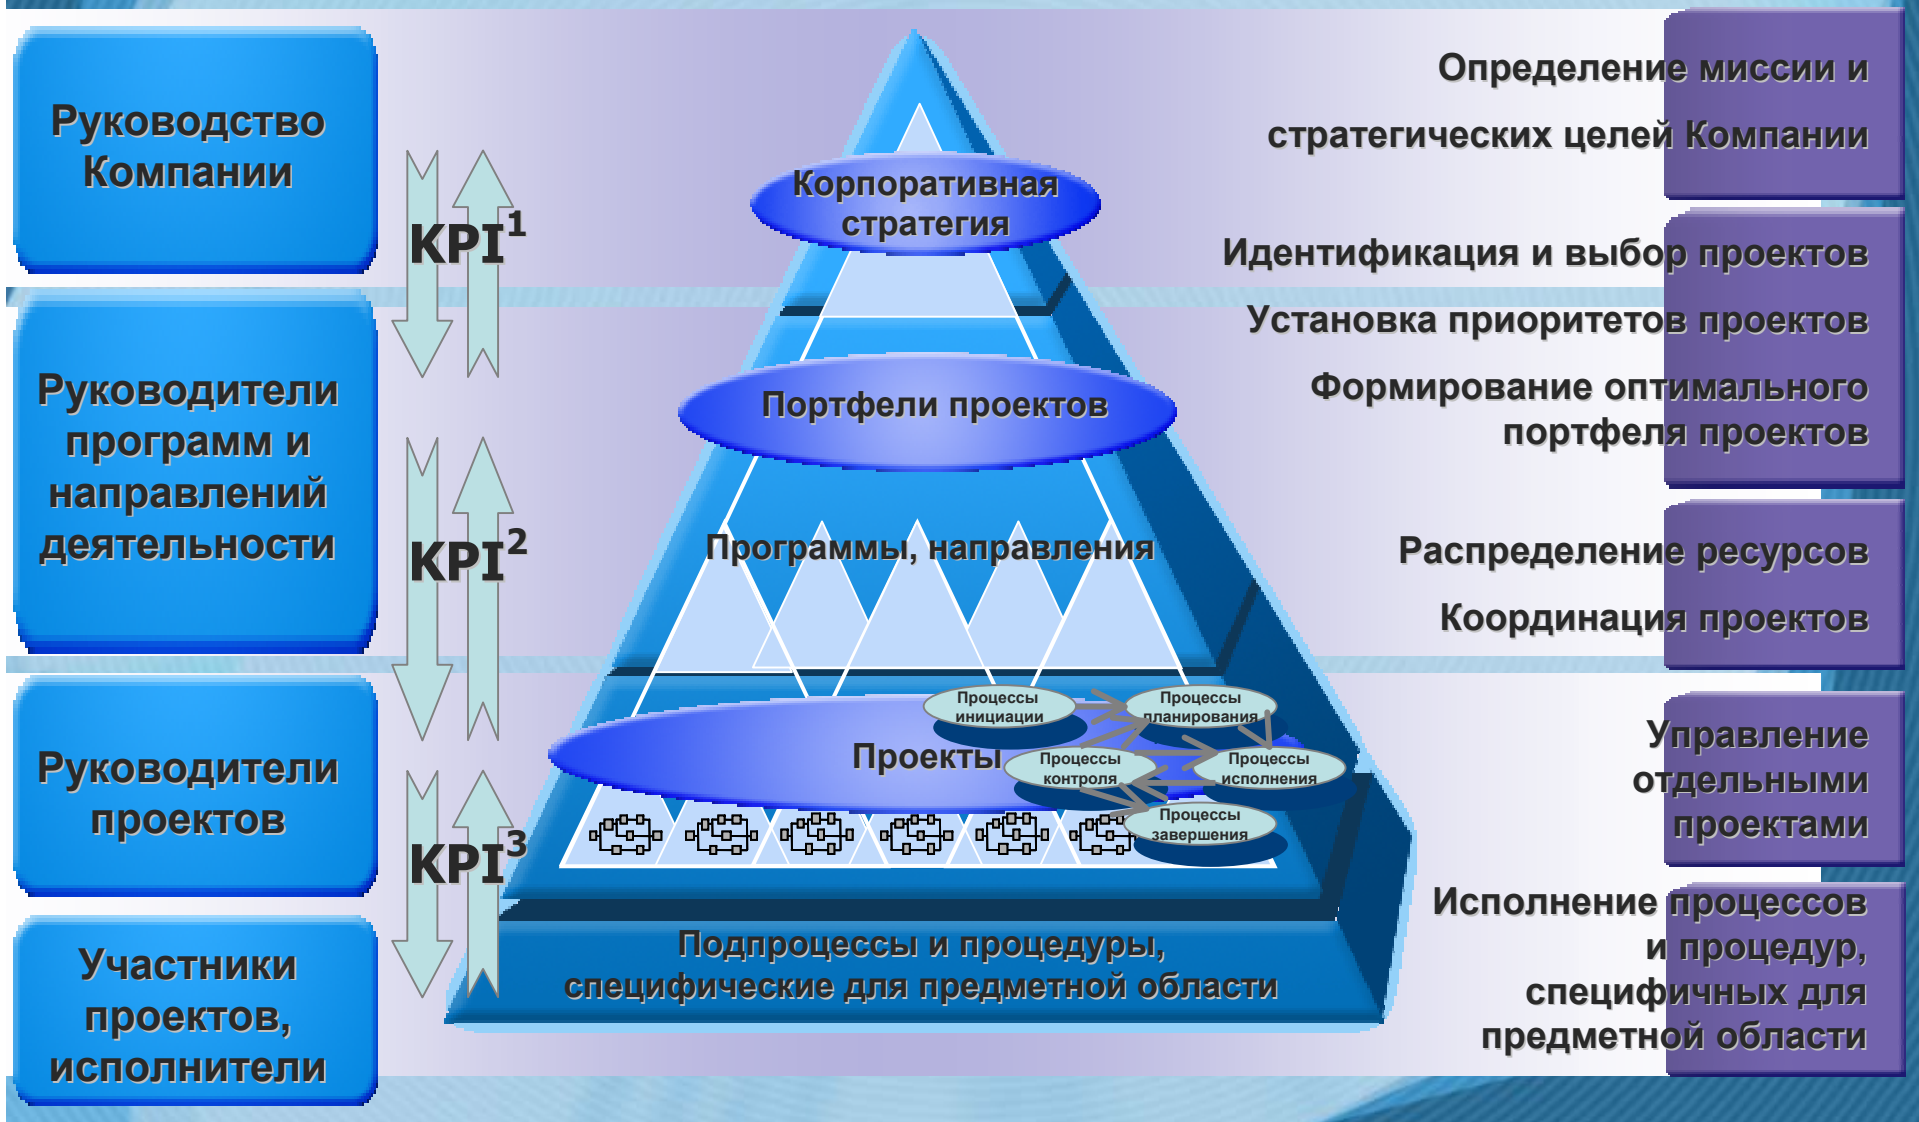 Руководство
Компании
Руководители
программ и
направлений
деятельности
Руководители
проектов
Участники
проектов,
исполнители
KPI1
KPI2
KPI3
Корпоративная
стратегия
Портфели проектов
Программы, направления
Проекты
Процессы
инициации
Процессы
планирования
Процессы
контроля
Процессы
исполнения
Процессы
завершения
Подпроцессы и процедуры,
специфические для предметной области
Определение миссии и
стратегических целей Компании
Идентификация и выбор проектов
Установка приоритетов проектов
Формирование оптимального
портфеля проектов
Распределение ресурсов
Координация проектов
Управление
отдельными
проектами
Исполнение процессов
и процедур,
специфичных для
предметной области